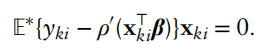 𝔼*{y_{ki} − ρ′(𝐱_{ki}^⊤ 𝜷)}𝐱_{ki} = 0.